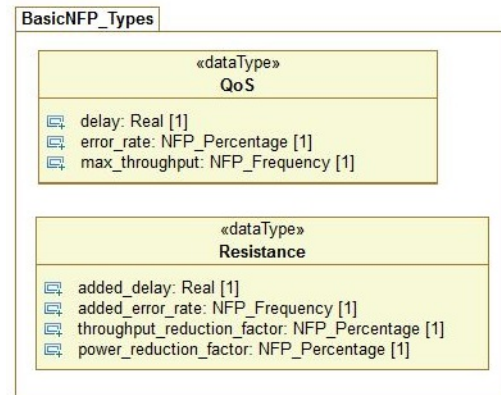 BasicNFP_Types
«dataType»
QoS
delay: Real [1]
error_rate: NFP_Percentage [1]
max_throughput: NFP_Frequency [1]
«dataType»
Resistance
added_delay: Real [1]
added_error_rate: NFP_Frequency [1]
throughput_reduction_factor: NFP_Percentage [1]
power_reduction_factor: NFP_Percentage [1]